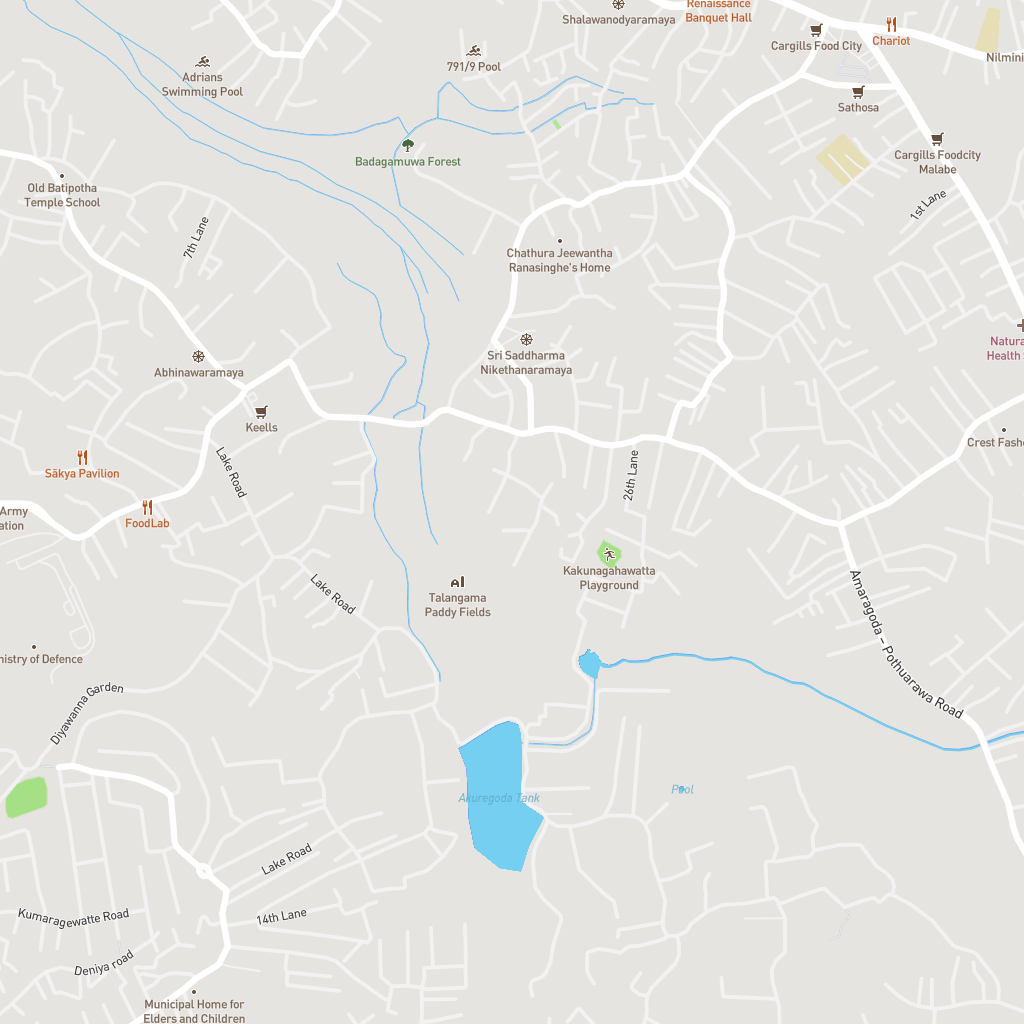 Shalawanodyaramaya
Renaissance
Banquet Hall
Cargills Food City
Chariot
Nilmini
791/9 Pool
Adrians
Swimming Pool
Sathosa
Badagamuwa Forest
Cargills Foodcity
Malabe
Old Batipotha
Temple School
1st Lane
7th Lane
Chathura Jeewantha
Ranasinghe's Home
Natura
Health
Sri Saddharma
Nikethanaramaya
Abhinawaramaya
Keells
Crest Fasho
Sākya Pavilion
Lake Road
26th Lane
Army
ation
FoodLab
Kakunagahawatta
Playground
Talangama
Paddy Fields
Lake Road
Amaragoda - Pothuarawa Road
nistry of Defence
Diyawanna Garden
Akuregoda Tank
Pool
Lake Road
Kumaragewatte Road
14th Lane
Deniya road
Municipal Home for
Elders and Children